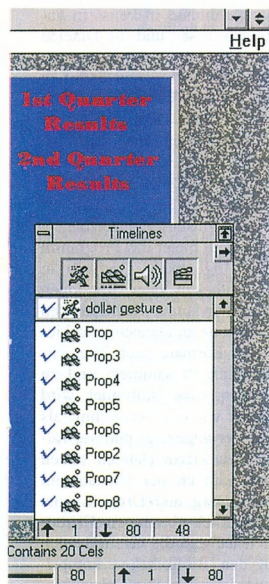 Help
1st Quarter
Results
2nd Quarter
Results
Timelines
dollar gesture 1
Prop
Prop3
Prop4
Prop5
Prop6
Prop2
Prop7
Prop8
1 80 48
Contains 20 Cels
80 1 80